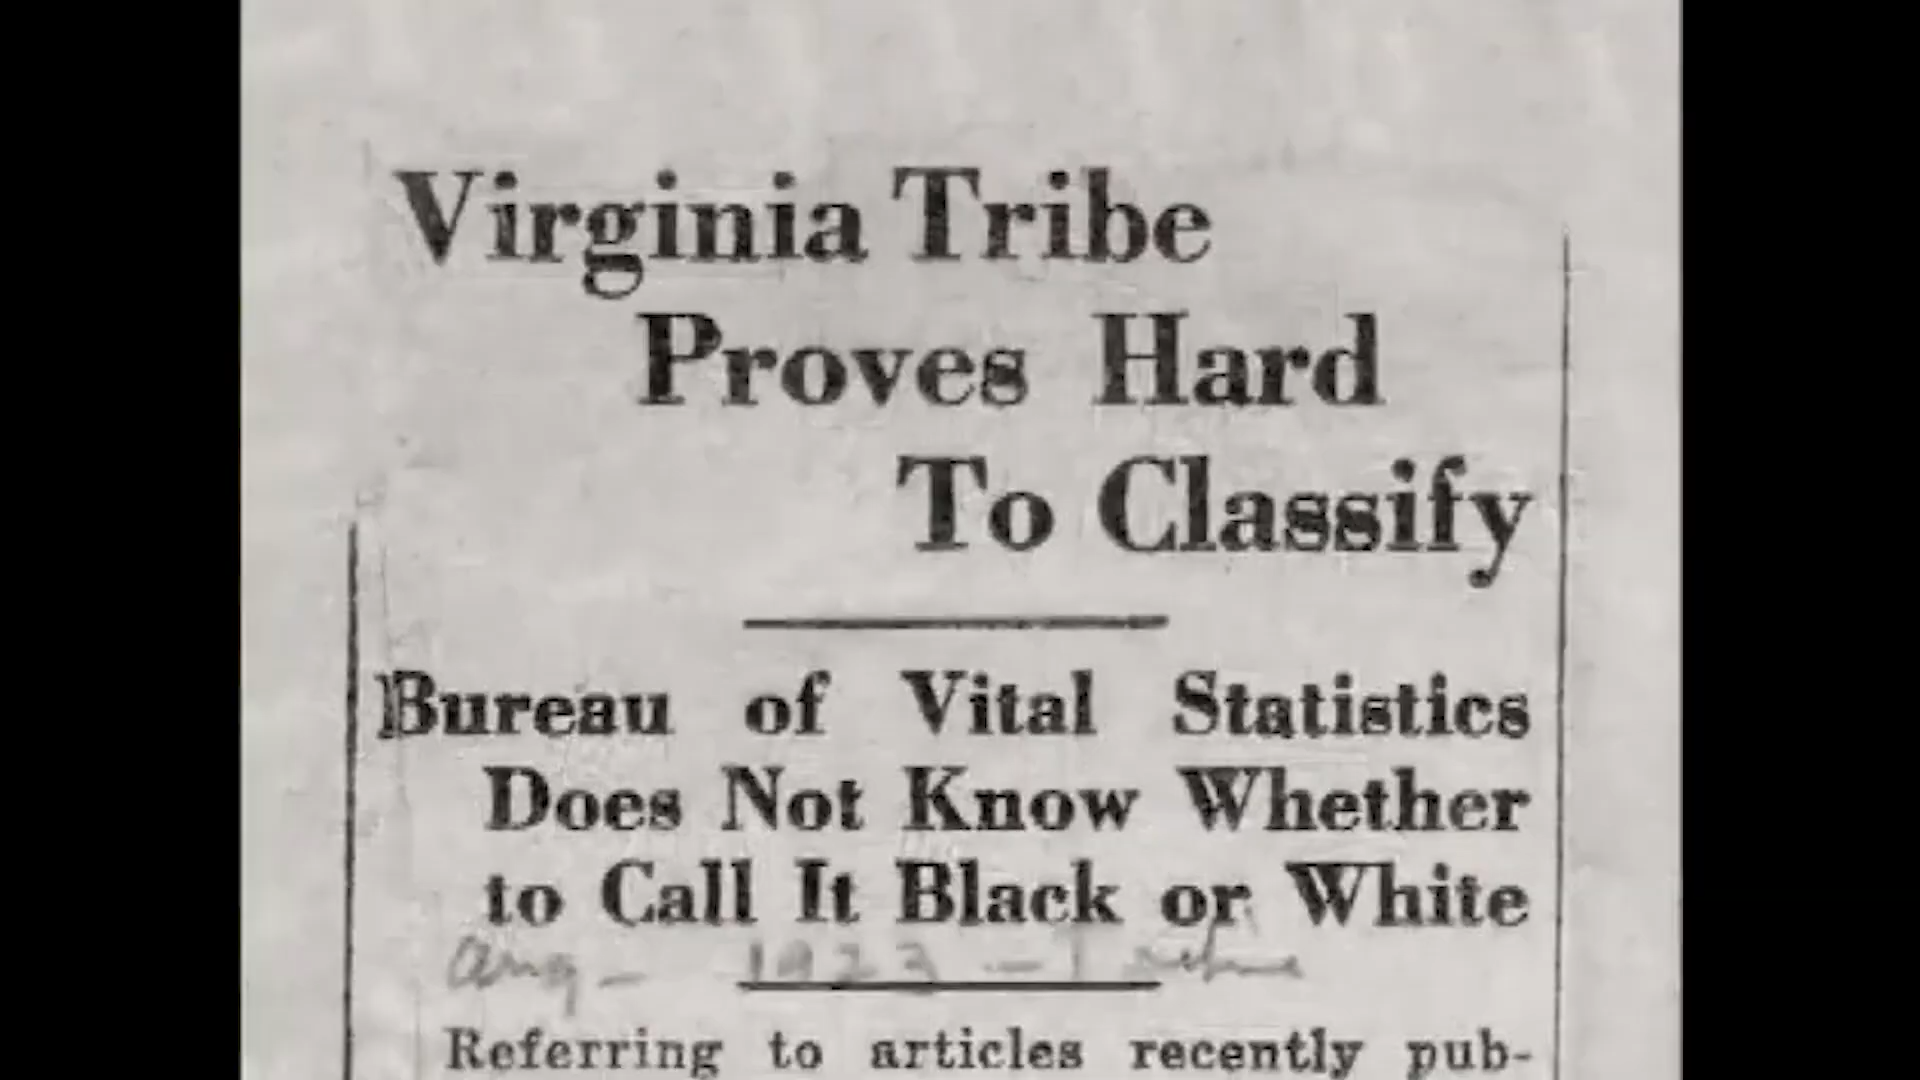 Virginia Tribe
Proves Hard
To Classify
Bureau of Vital Statistics
Does Not Know Whether
to Call It Black or White
Aug - 1923 -
Referring to articles recently pub-